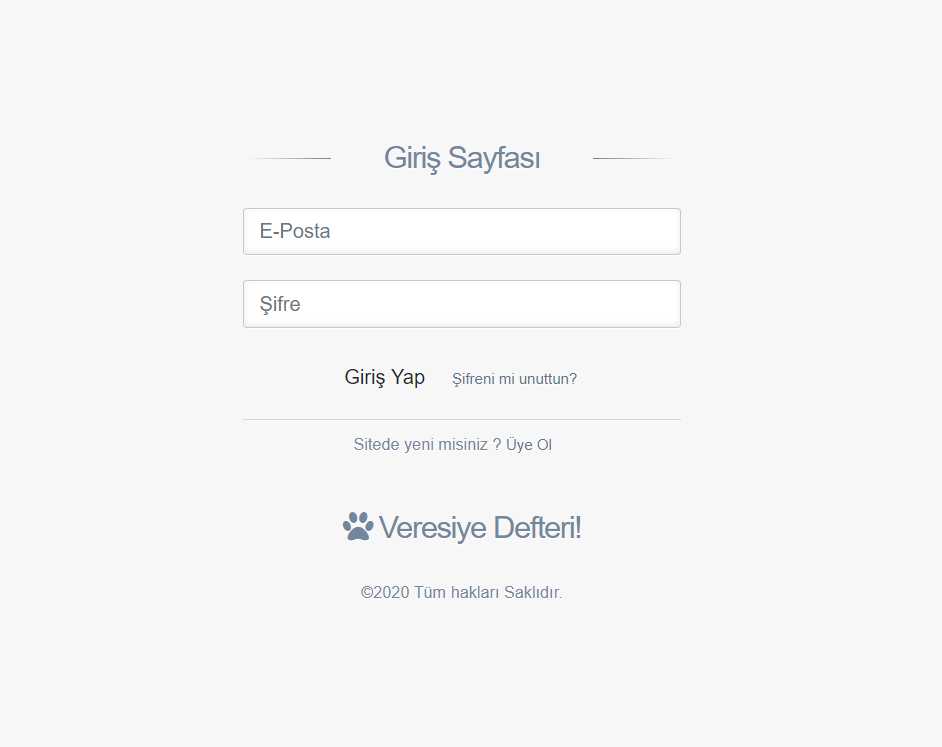 Giriş Sayfası
E-Posta
Şifre
Giriş Yap Şifreni mi unuttun?
Sitede yeni misiniz ? Üye Ol
Veresiye Defteri!
©2020 Tüm hakları Saklıdır.